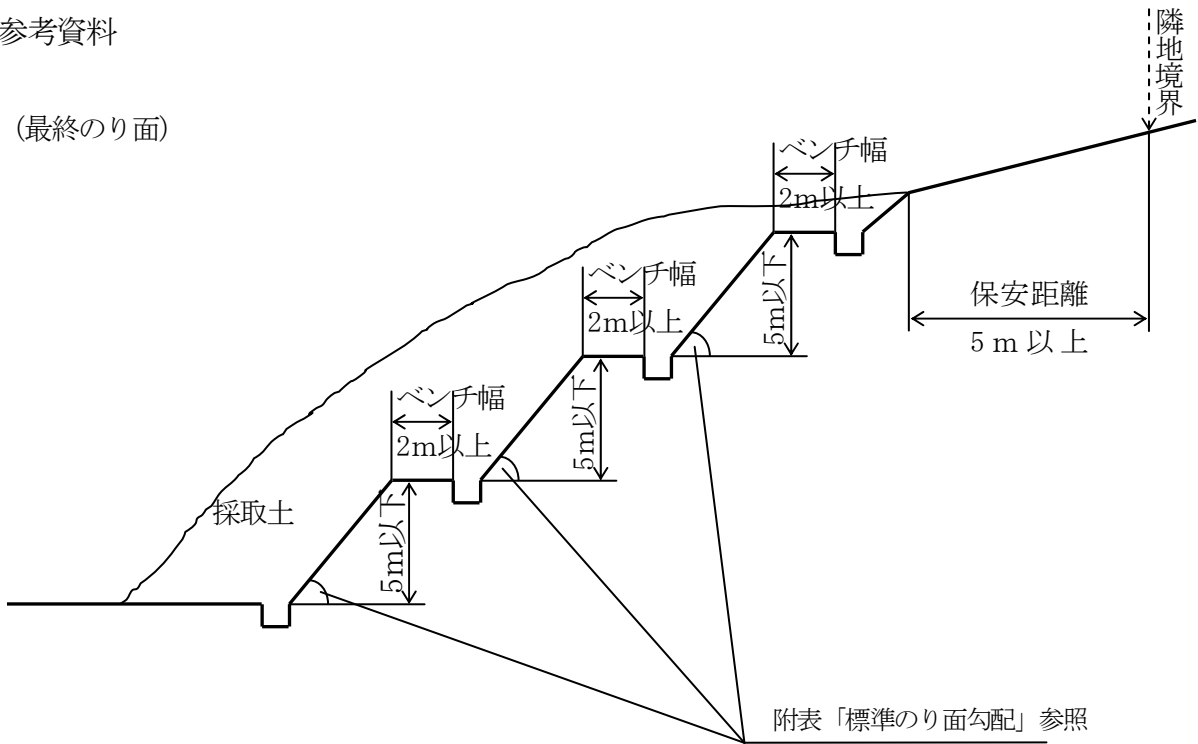 参考資料
(最終のり面)
隣地境界
ベンチ幅
2m以上
5m以下
保安距離
5m以上
ベンチ幅
2m以上
5m以下
ベンチ幅
2m以上
5m以下
採取土
附表「標準のり面勾配」参照